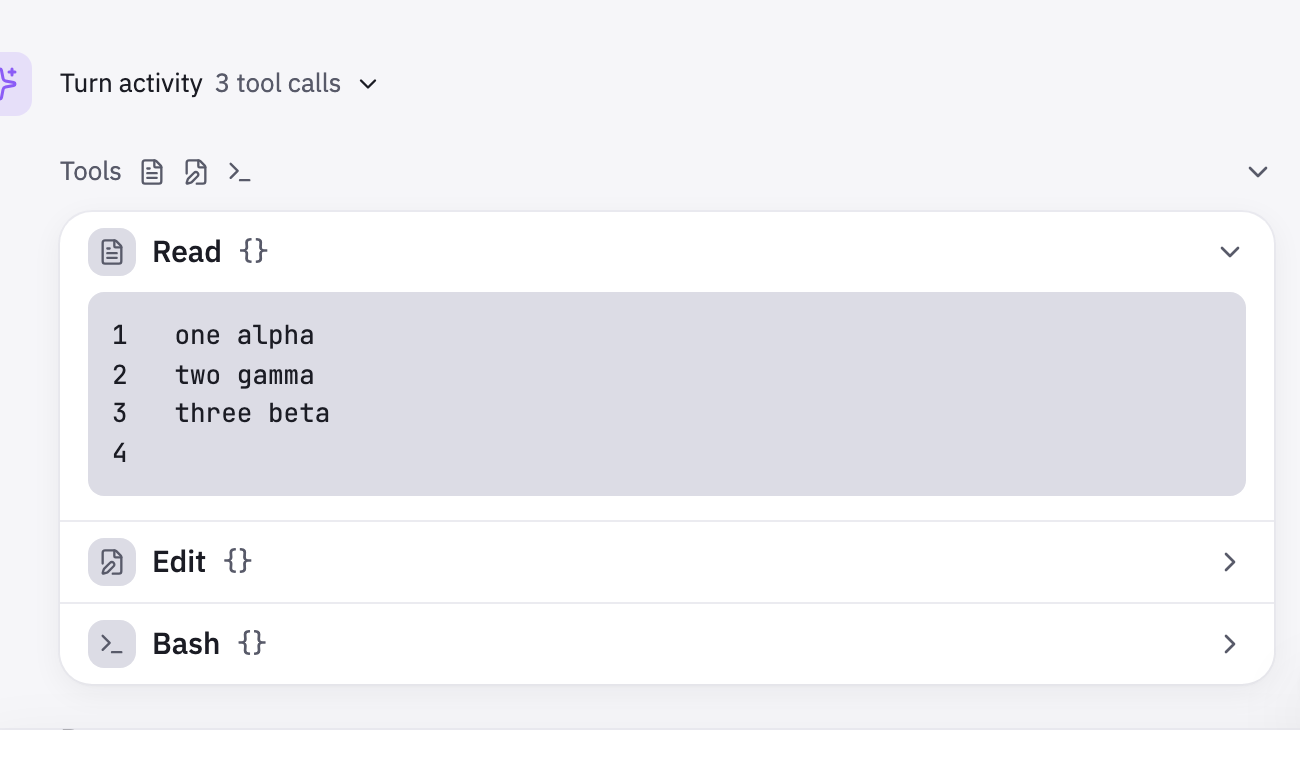 Turn activity 3 tool calls
Tools
Read {}
1 one alpha
2 two gamma
3 three beta
4
Edit {}
Bash {}